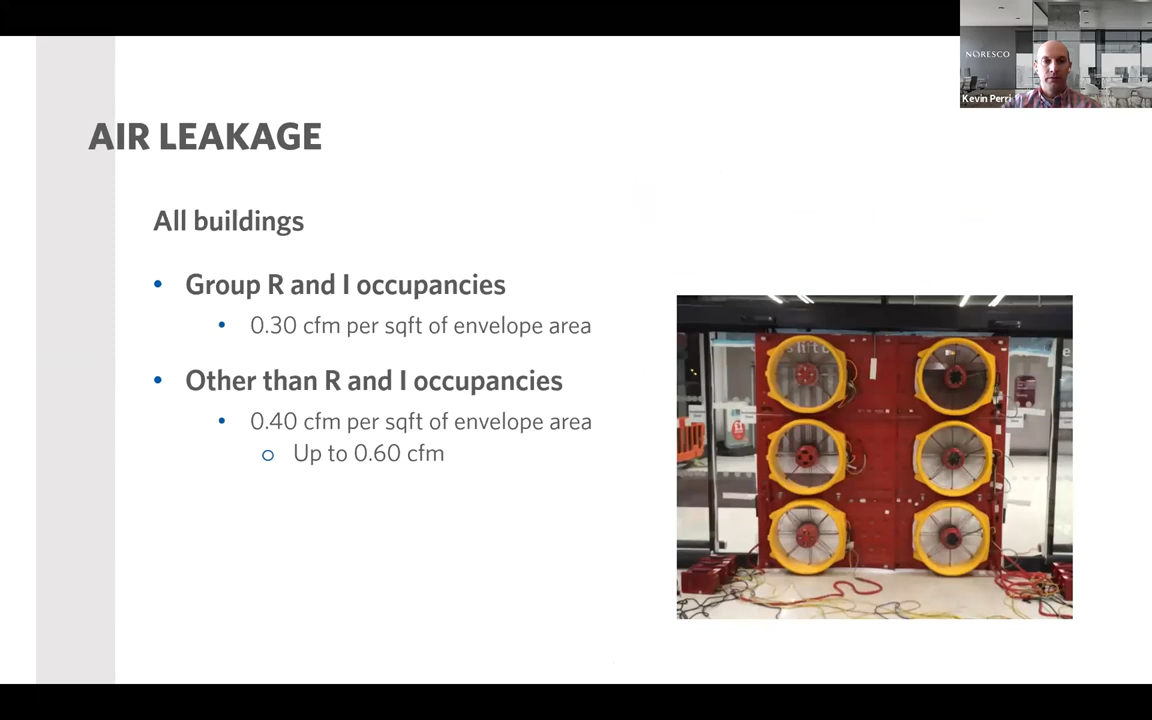 NORESCO
Kevin Perri
AIR LEAKAGE
All buildings
• Group R and I occupancies
• 0.30 cfm per sqft of envelope area
• Other than R and I occupancies
• 0.40 cfm per sqft of envelope area
o Up to 0.60 cfm